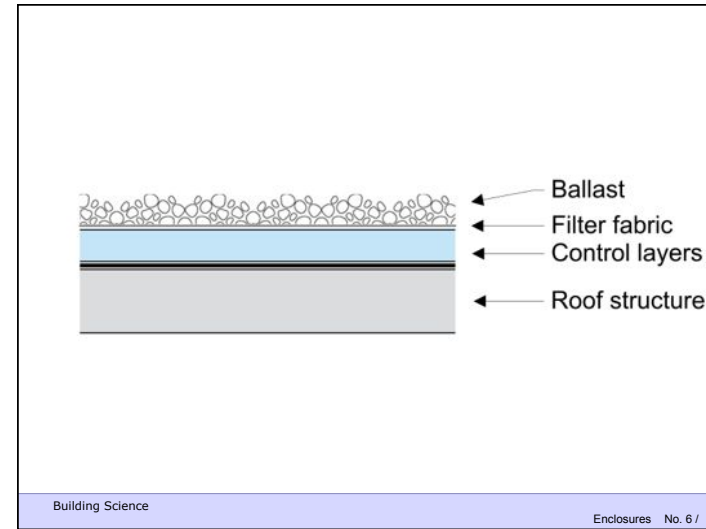 Ballast
Filter fabric
Control layers
Roof structure
Building Science
Enclosures No. 6 /